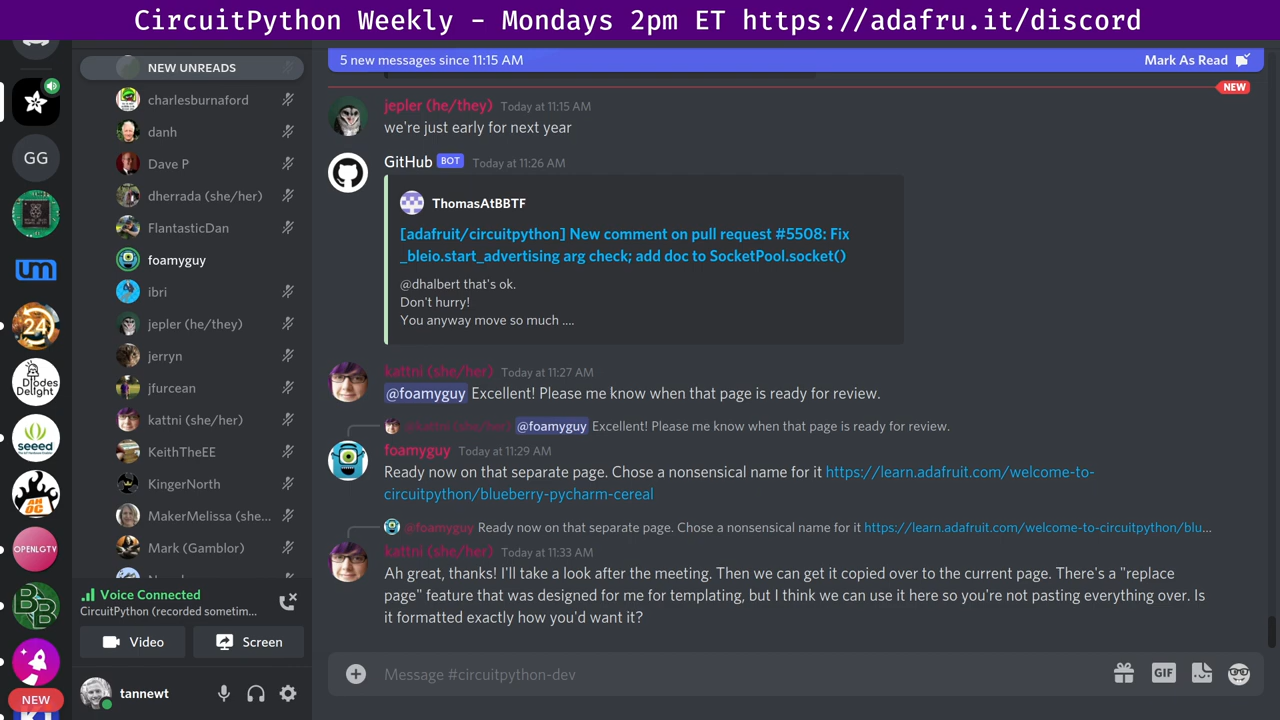 CircuitPython Weekly - Mondays 2pm ET https://adafru.it/discord
NEW UNREADS
charlesburnaford
danh
Dave P
dherrada (she/her)
FlantasticDan
foamyguy
ibri
jepler (he/they)
jerryn
jfurcean
kattni (she/her)
KeithTheEE
KingerNorth
MakerMelissa (she...
Mark (Gamblor)
Voice Connected
CircuitPython (recorded sometim...
Video
Screen
tannewt
GG
24
Diodes
Delight
seeed
OPENLGTV
BB
NEW
5 new messages since 11:15 AM
Mark As Read
NEW
jepler (he/they) Today at 11:15 AM
we're just early for next year
GitHub BOT Today at 11:26 AM
ThomasAtBBTF
[adafruit/circuitpython] New comment on pull request #5508: Fix
_bleio.start_advertising arg check; add doc to SocketPool.socket()
@dhalbert that's ok.
Don't hurry!
You anyway move so much ....
kattni (she/her) Today at 11:27 AM
@foamyguy Excellent! Please me know when that page is ready for review.
@kattni (she/her) @foamyguy Excellent! Please me know when that page is ready for review.
foamyguy Today at 11:29 AM
Ready now on that separate page. Chose a nonsensical name for it https://learn.adafruit.com/welcome-to-
circuitpython/blueberry-pycharm-cereal
@foamyguy Ready now on that separate page. Chose a nonsensical name for it https://learn.adafruit.com/welcome-to-circuitpython/blu...
kattni (she/her) Today at 11:33 AM
Ah great, thanks! I'll take a look after the meeting. Then we can get it copied over to the current page. There's a "replace
page" feature that was designed for me for templating, but I think we can use it here so you're not pasting everything over. Is
it formatted exactly how you'd want it?
Message #circuitpython-dev
GIF